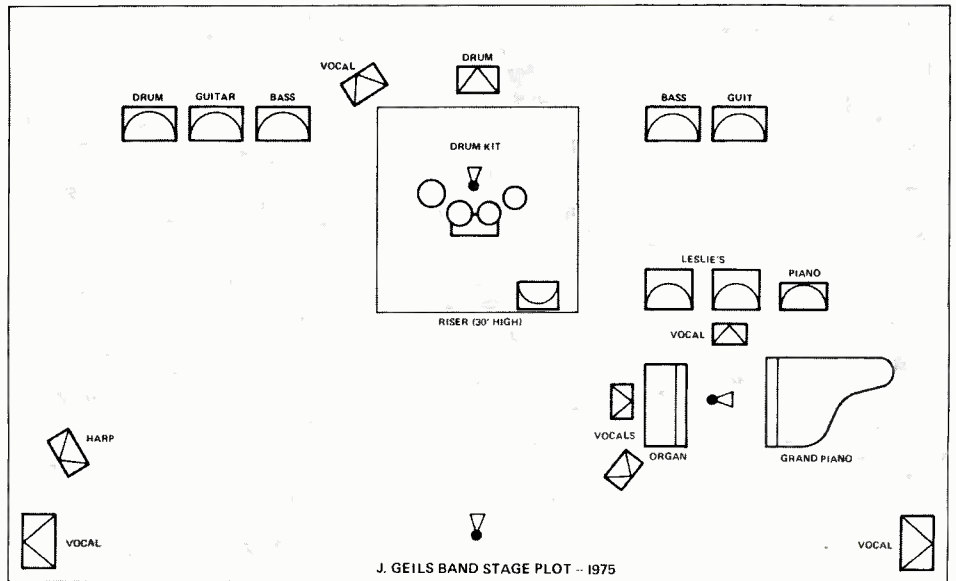 VOCAL
DRUM
DRUM
GUITAR
BASS
BASS
GUIT
DRUM KIT
LESLIE'S
PIANO
RISER (30' HIGH)
VOCAL
HARP
VOCALS
ORGAN
GRAND PIANO
VOCAL
VOCAL
J. GEILS BAND STAGE PLOT -- 1975